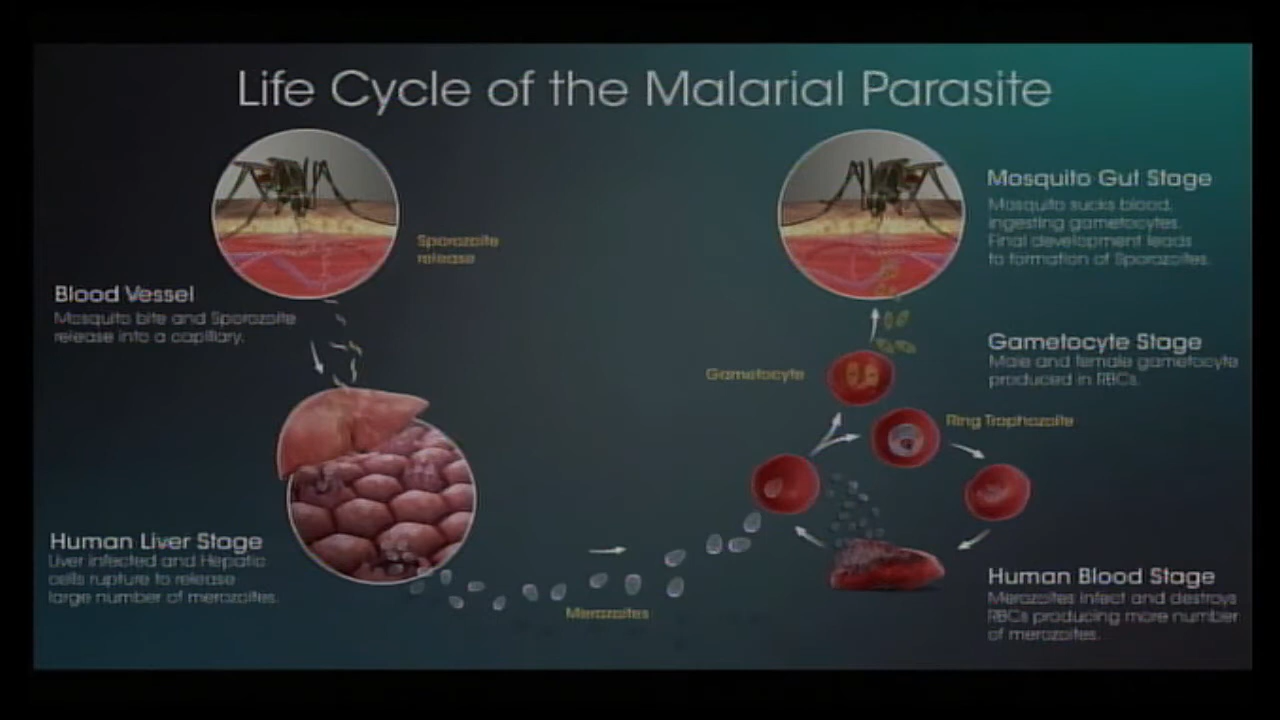 Life Cycle of the Malarial Parasite
Sporozoite
release
Blood Vessel
Mosquito bite and Sporozoite
release into a capillary.
Human Liver Stage
Liver infected and Hepatic
cells rupture to release
large number of merozoites.
Merozoites
Mosquito Gut Stage
Mosquito sucks blood,
ingesting gametocytes.
Final development leads
to formation of Sporozoites.
Gametocyte Stage
Male and female gametocyte
produced in RBCs.
Gametocyte
Ring Trophozoite
Human Blood Stage
Merozoites infect and destroys
RBCs producing more number
of merozoites.